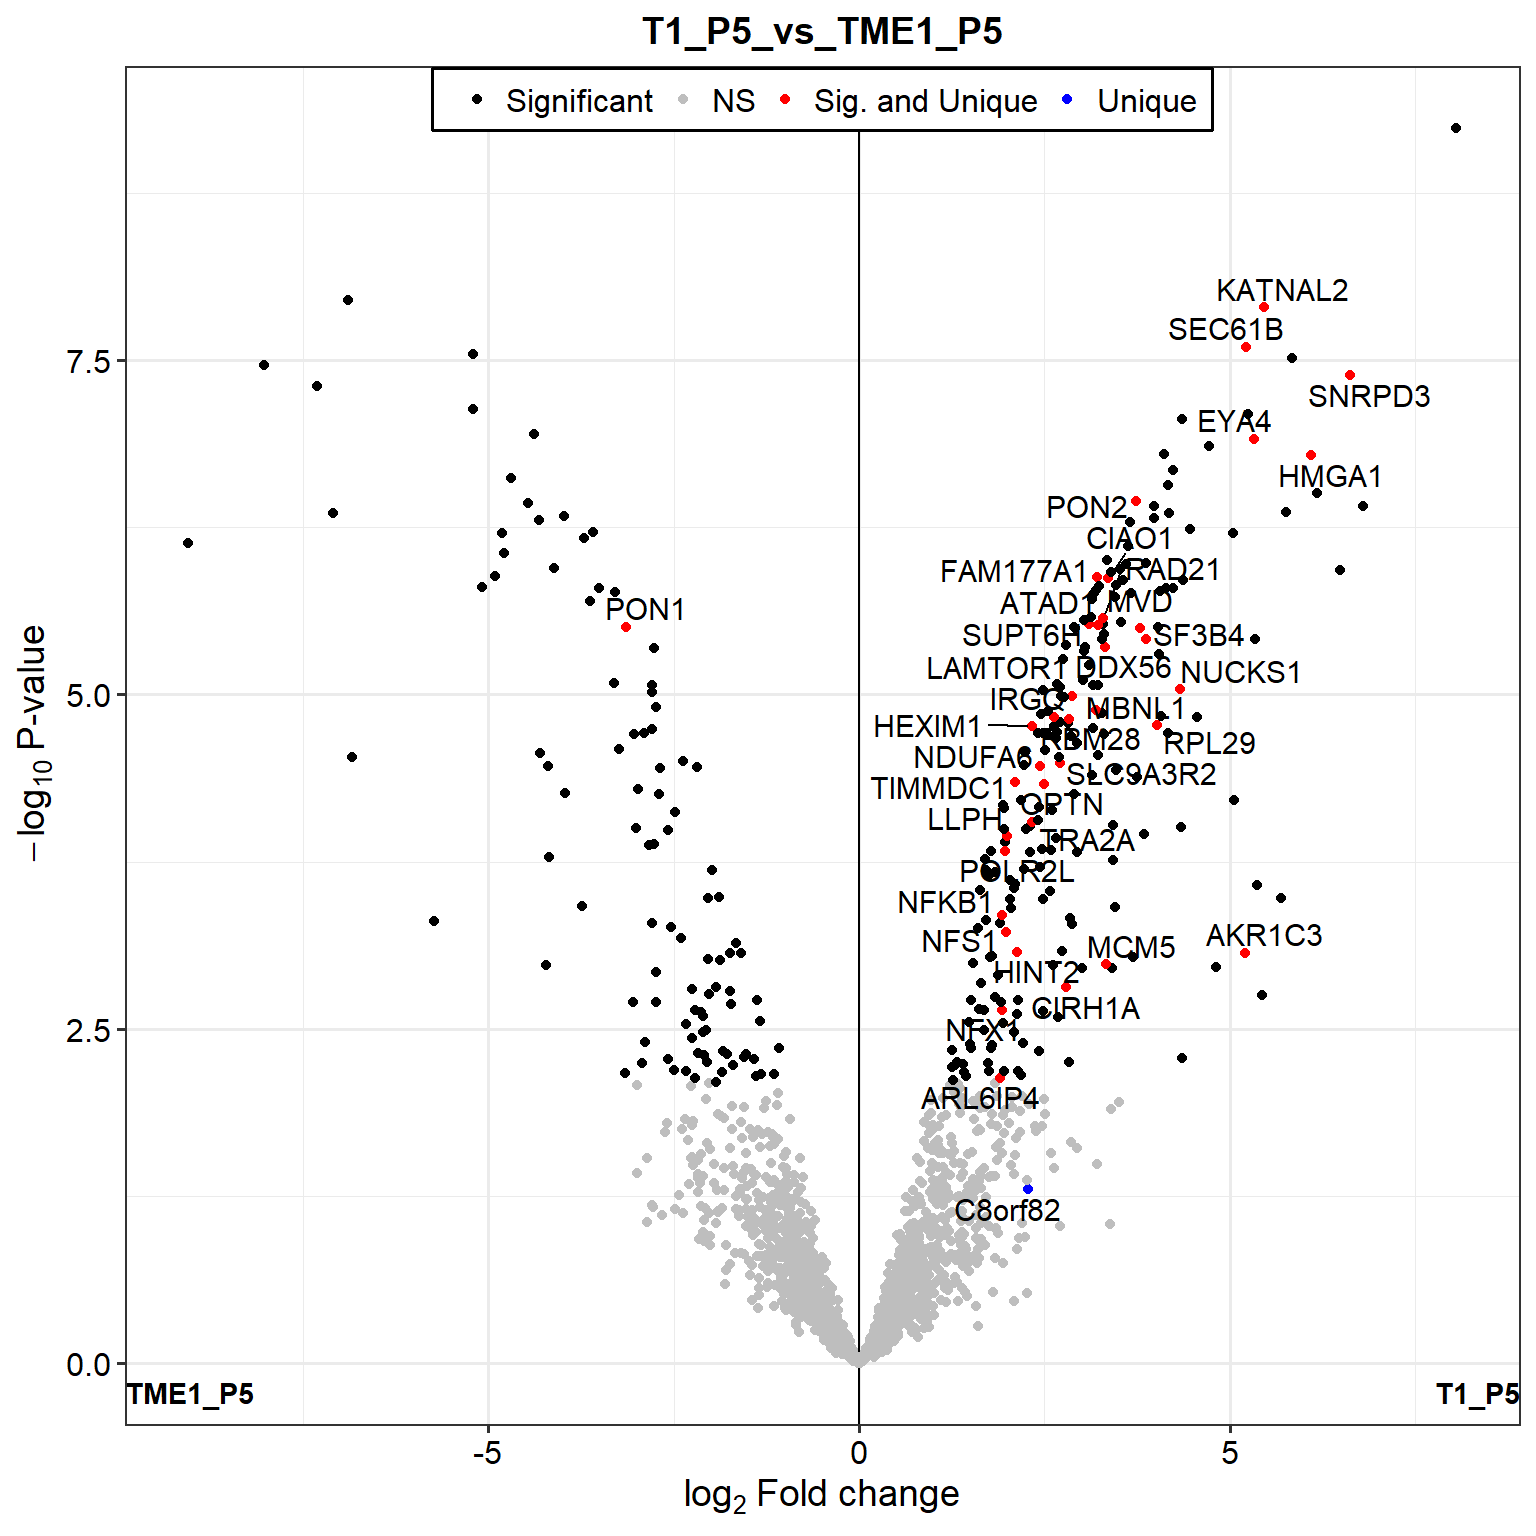 T1_P5_vs_TME1_P5
Significant NS Sig. and Unique Unique
KATNAL2
SEC61B
7.5
SNRPD3
EYA4
HMGA1
PON2
CIAO1
FAM177A1 RAD21
ATAD1 MVD
PON1
SUPT6H SF3B4
LAMTOR1 DDX56 NUCKS1
5.0
IRGQ MBNL1
HEXIM1
RBM28 RPL29
NDUFA6
SLC9A3R2
TIMMDC1
OPTN
LLPH
TRA2A
POLR2L
NFKB1
AKR1C3
NFS1 MCM5
HINT2
CIRH1A
2.5
NFX1
ARL6IP4
C8orf82
0.0
TME1_P5 T1_P5
-5 0 5
log2 Fold change
−log10 P-value